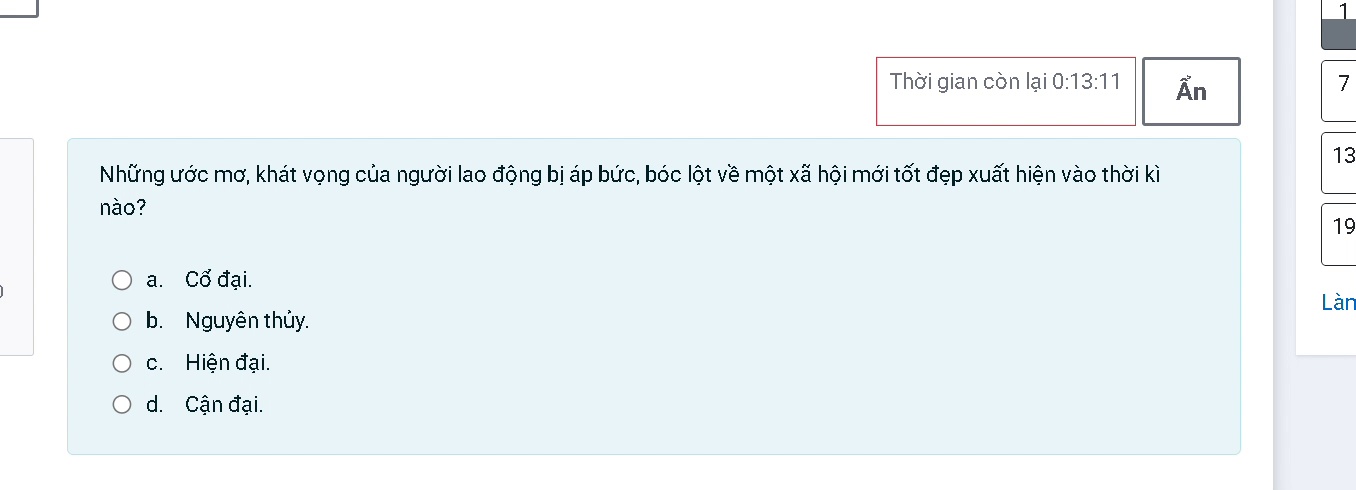 1
Thời gian còn lại 0:13:11
Ẩn
7
Những ước mơ, khát vọng của người lao động bị áp bức, bóc lột về một xã hội mới tốt đẹp xuất hiện vào thời kì
nào?
13
19
a. Cổ đại.
b. Nguyên thủy.
Làm
c. Hiện đại.
d. Cận đại.